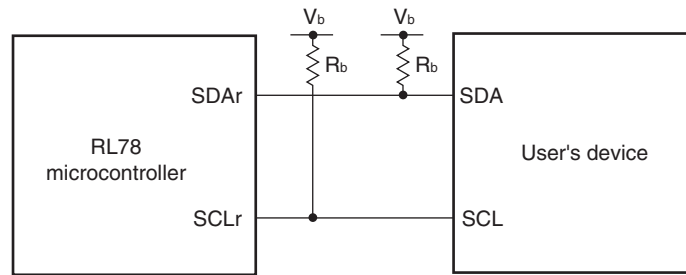 Vb
Vb
Rb
Rb
SDAr
SDA
RL78
microcontroller
User's device
SCLr
SCL